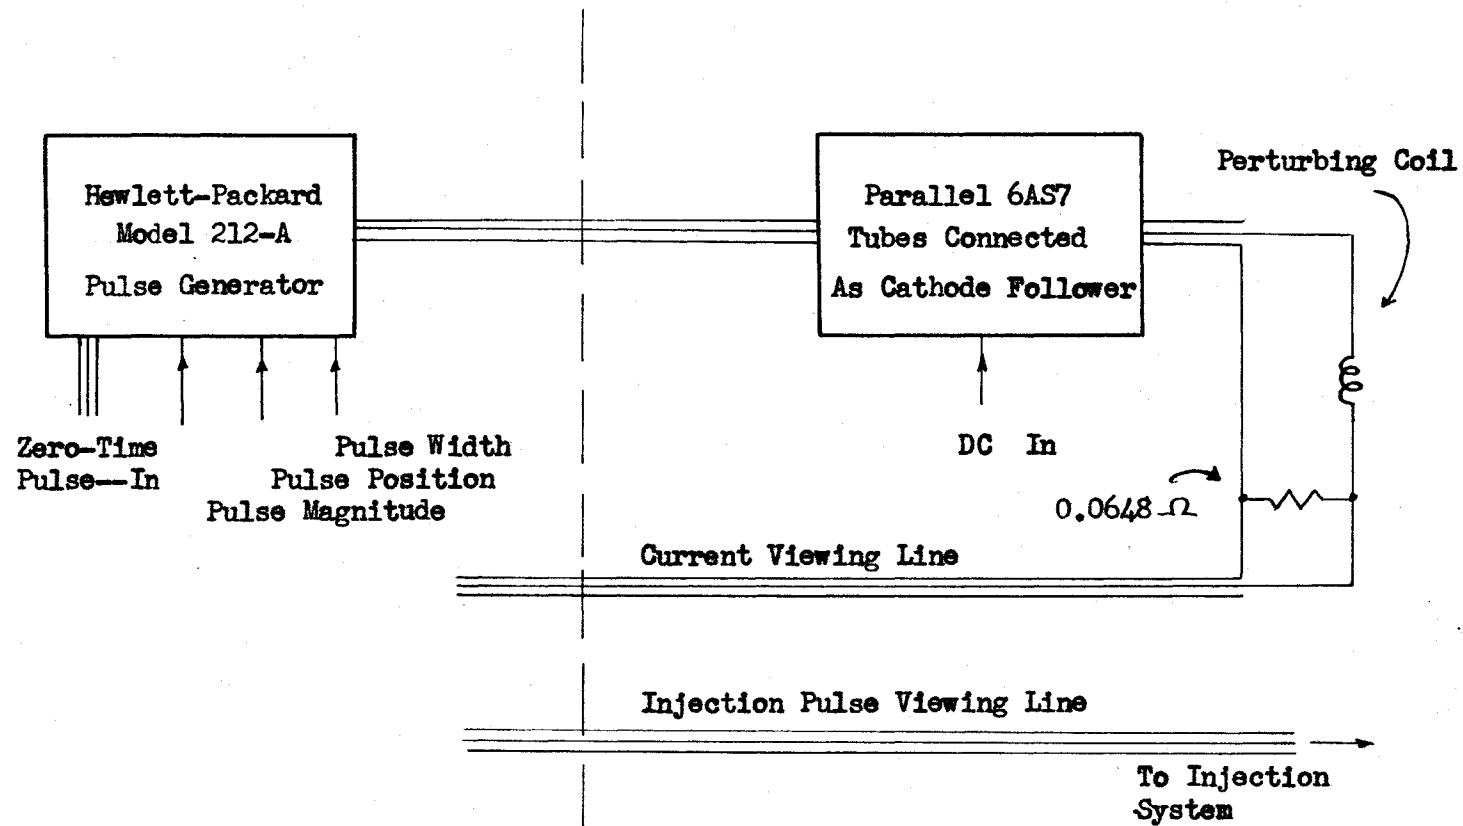 Hewlett-Packard
Model 212-A
Pulse Generator
Parallel 6AS7
Tubes Connected
As Cathode Follower
Perturbing Coil
Zero-Time
Pulse--In
Pulse Width
Pulse Position
Pulse Magnitude
DC In
0.0648 Ω
Current Viewing Line
Injection Pulse Viewing Line
To Injection
System